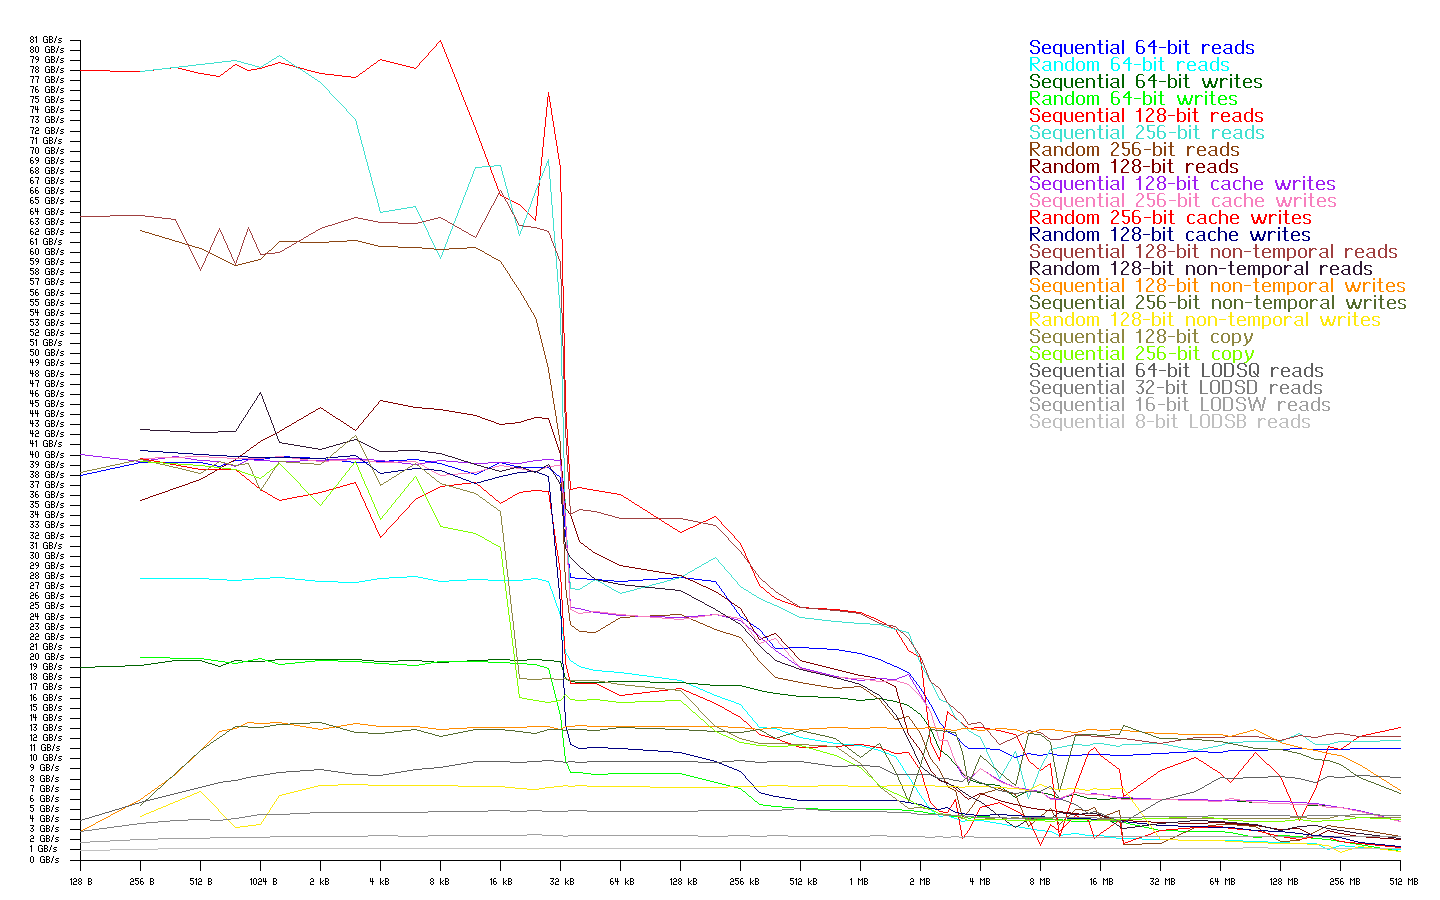 81 GB/s
80 GB/s
79 GB/s
78 GB/s
77 GB/s
76 GB/s
75 GB/s
74 GB/s
73 GB/s
72 GB/s
71 GB/s
70 GB/s
69 GB/s
68 GB/s
67 GB/s
66 GB/s
65 GB/s
64 GB/s
63 GB/s
62 GB/s
61 GB/s
60 GB/s
59 GB/s
58 GB/s
57 GB/s
56 GB/s
55 GB/s
54 GB/s
53 GB/s
52 GB/s
51 GB/s
50 GB/s
49 GB/s
48 GB/s
47 GB/s
46 GB/s
45 GB/s
44 GB/s
43 GB/s
42 GB/s
41 GB/s
40 GB/s
39 GB/s
38 GB/s
37 GB/s
36 GB/s
35 GB/s
34 GB/s
33 GB/s
32 GB/s
31 GB/s
30 GB/s
29 GB/s
28 GB/s
27 GB/s
26 GB/s
25 GB/s
24 GB/s
23 GB/s
22 GB/s
21 GB/s
20 GB/s
19 GB/s
18 GB/s
17 GB/s
16 GB/s
15 GB/s
14 GB/s
13 GB/s
12 GB/s
11 GB/s
10 GB/s
9 GB/s
8 GB/s
7 GB/s
6 GB/s
5 GB/s
4 GB/s
3 GB/s
2 GB/s
1 GB/s
0 GB/s
Sequential 64-bit reads
Random 64-bit reads
Sequential 64-bit writes
Random 64-bit writes
Sequential 128-bit reads
Sequential 256-bit reads
Random 256-bit reads
Random 128-bit reads
Sequential 128-bit cache writes
Sequential 256-bit cache writes
Random 256-bit cache writes
Random 128-bit cache writes
Sequential 128-bit non-temporal reads
Random 128-bit non-temporal reads
Sequential 128-bit non-temporal writes
Sequential 256-bit non-temporal writes
Random 128-bit non-temporal writes
Sequential 128-bit copy
Sequential 256-bit copy
Sequential 64-bit LODSQ reads
Sequential 32-bit LODSD reads
Sequential 16-bit LODSW reads
Sequential 8-bit LODSB reads
128 B 256 B 512 B 1024 B 2 kB 4 kB 8 kB 16 kB 32 kB 64 kB 128 kB 256 kB 512 kB 1 MB 2 MB 4 MB 8 MB 16 MB 32 MB 64 MB 128 MB 256 MB 512 MB